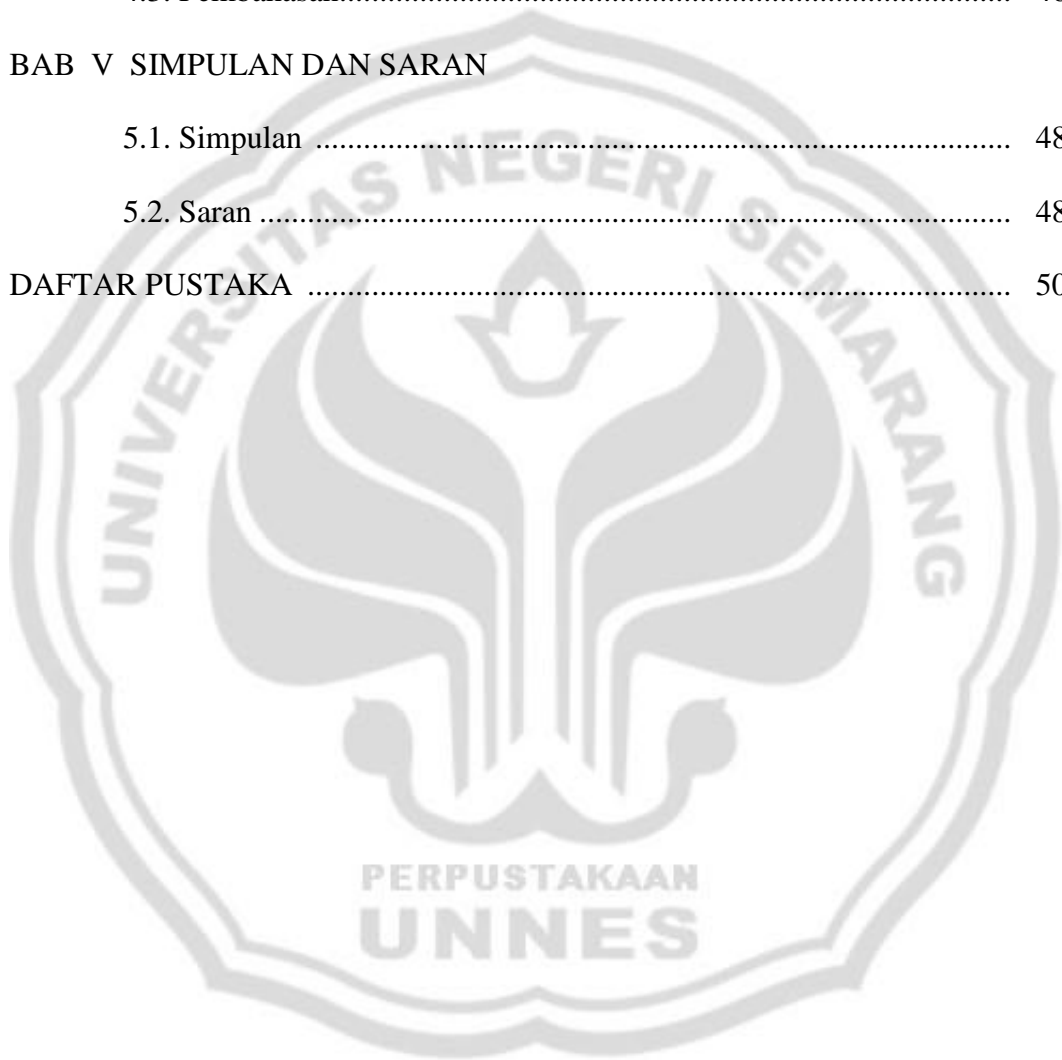 BAB V SIMPULAN DAN SARAN
5.1. Simpulan .................................................................................... 48
5.2. Saran ........................................................................................... 48
DAFTAR PUSTAKA ..................................................................................... 50
UNIVERSITAS NEGERI SEMARANG
PERPUSTAKAAN
UNNES